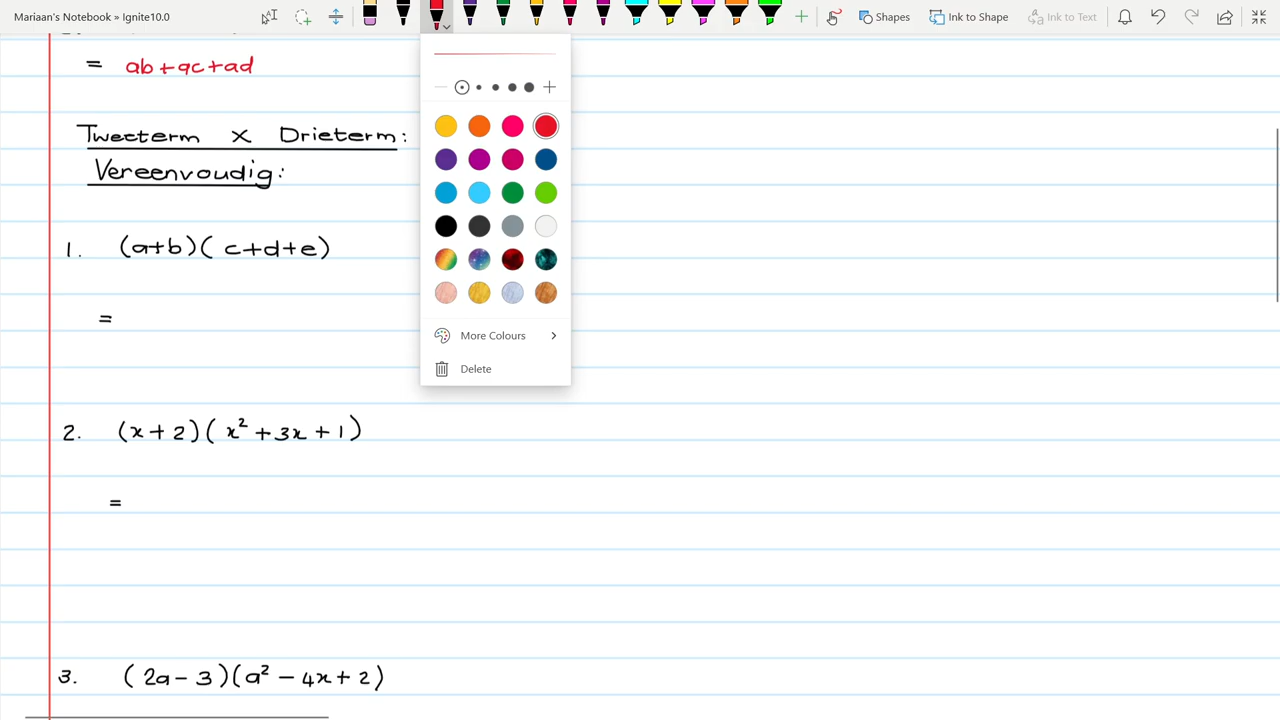 Mariaan's Notebook » Ignite10.0
Shapes
Ink to Shape
Ink to Text
= ab+ac+ad
Tweeterm x Drieterm:
Vereenvoudig:
1. (a+b)(c+d+e)
=
2. (x+2)(x²+3x+1)
=
3. (2a-3)(a²-4x+2)
More Colours
Delete